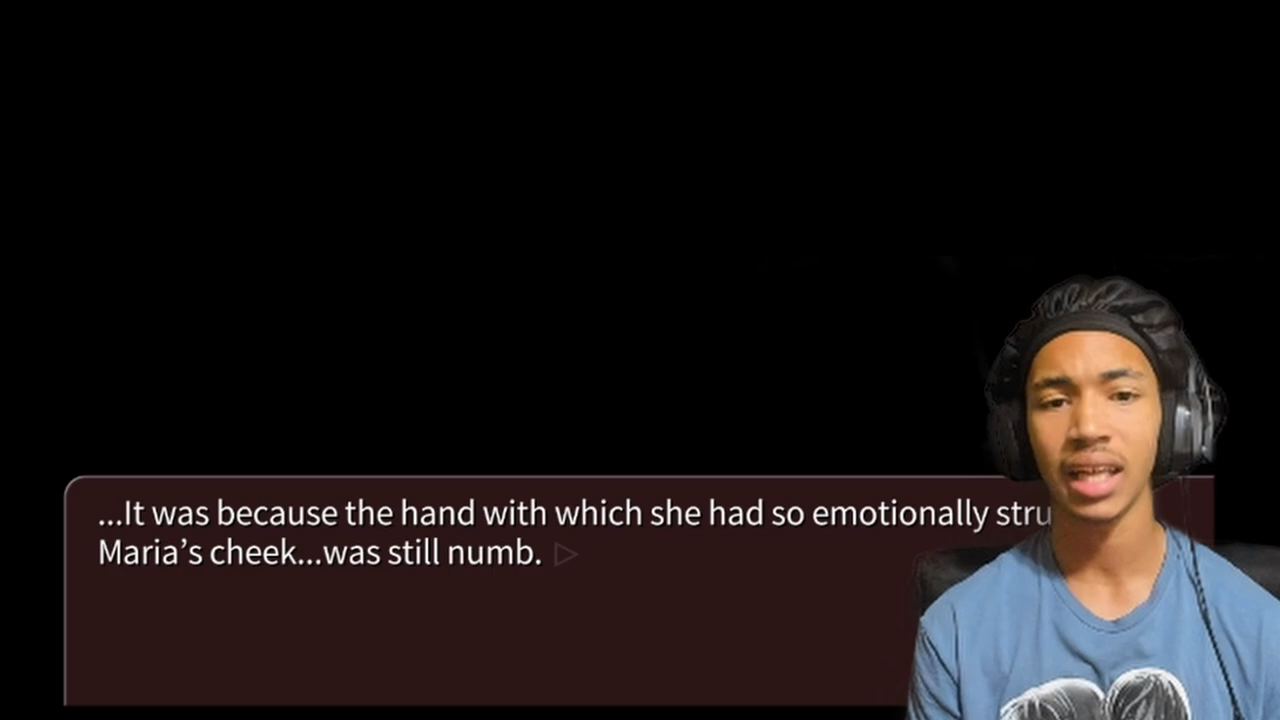 ...It was because the hand with which she had so emotionally
Maria’s cheek...was still numb.